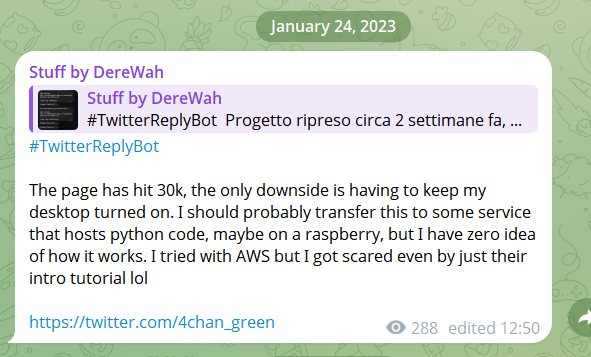 January 24, 2023
Stuff by DereWah
Stuff by DereWah
#TwitterReplyBot Progetto ripreso circa 2 settimane fa, ...
#TwitterReplyBot
The page has hit 30k, the only downside is having to keep my
desktop turned on. I should probably transfer this to some service
that hosts python code, maybe on a raspberry, but I have zero idea
of how it works. I tried with AWS but I got scared even by just their
intro tutorial lol
https://twitter.com/4chan_green
288 edited 12:50